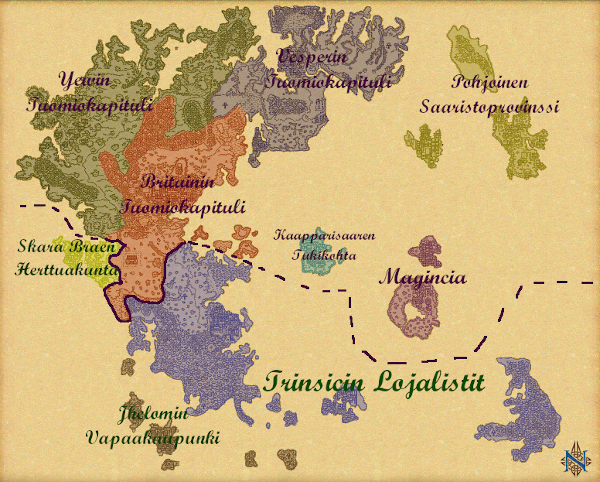 Vesperin
Tuomiokapituli
Yewin
Tuomiokapituli
Pohjoinen
Saaristoprovinssi
Britainin
Tuomiokapituli
Skara Braen
Herttuakunta
Kaapparisaaren
Tukikohta
Magincia
Trinsicin Lojalistit
Jhelomin
Vapaakaupunki
N